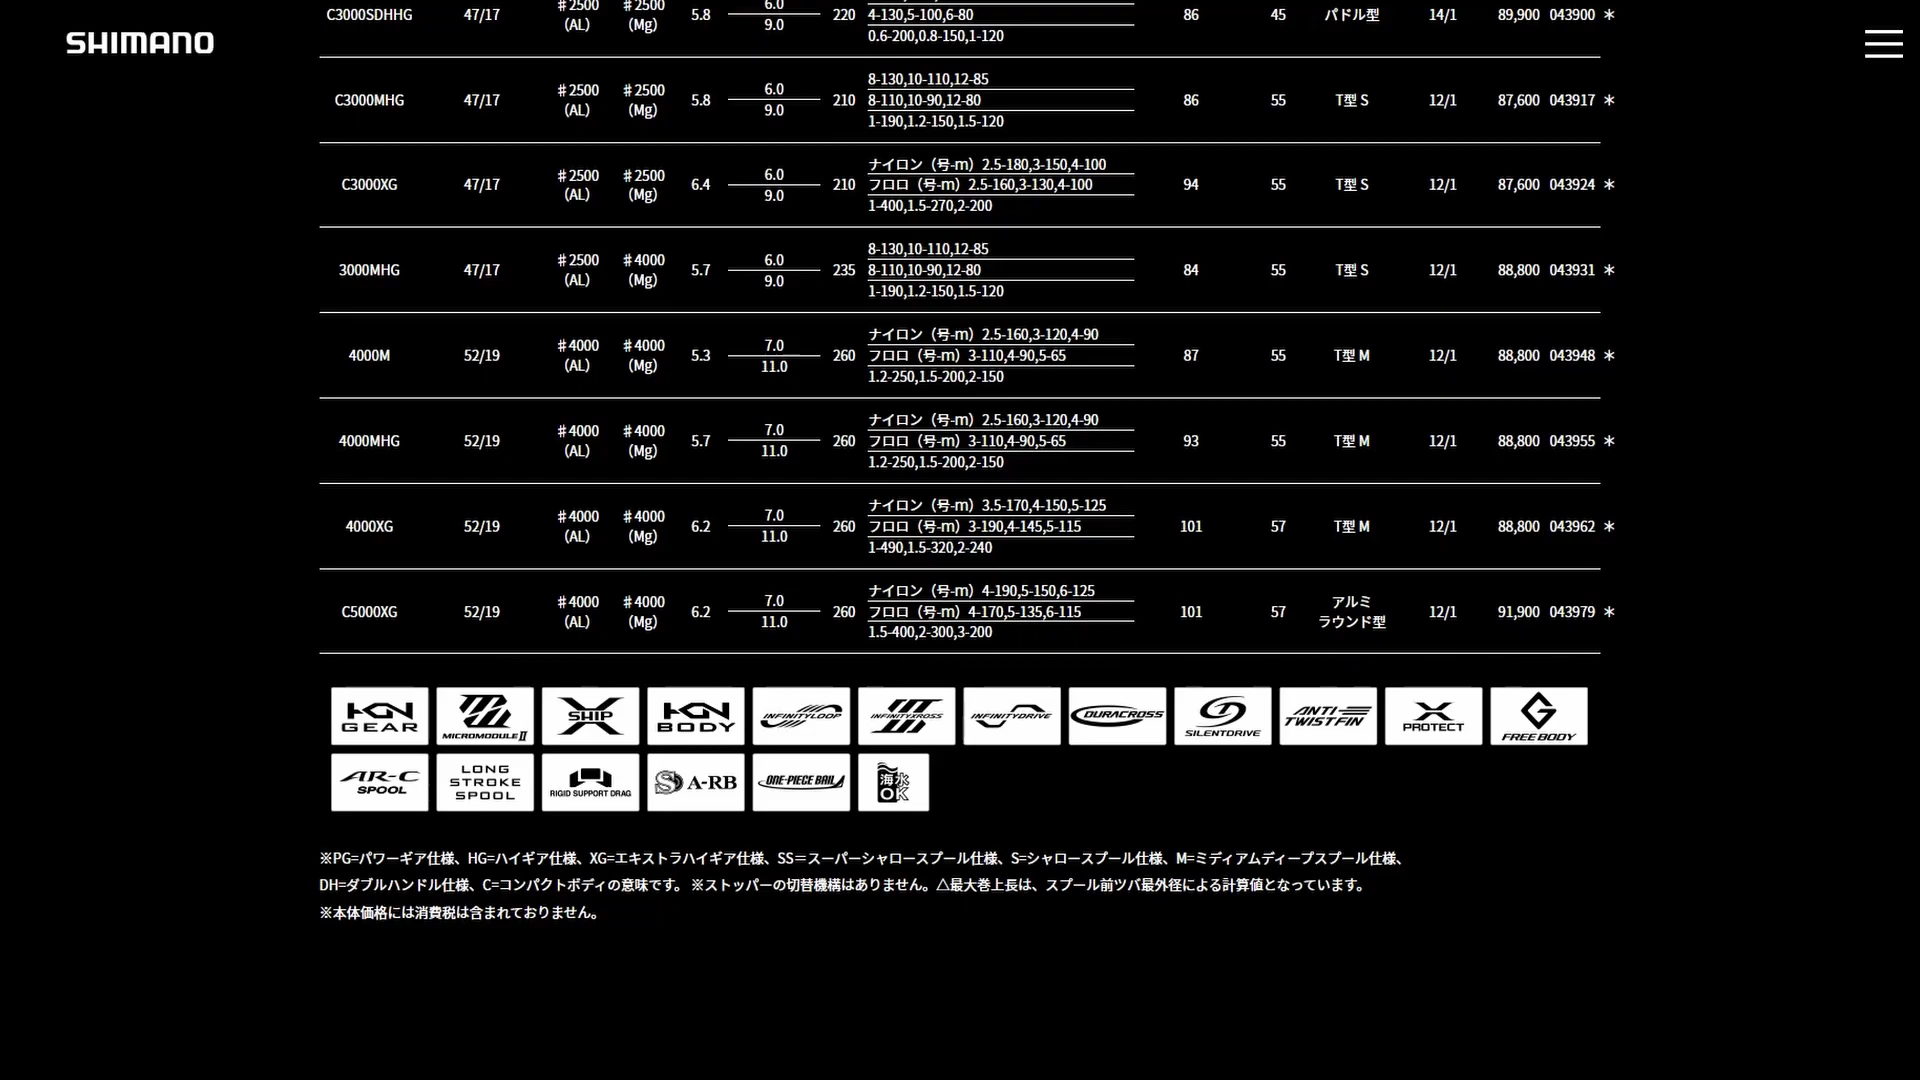 SHIMANO
C3000SDHHG 47/17 ♯2500 (AL) ♯2500 (Mg) 5.8 6.0 9.0 220 4-130,5-100,6-80 0.6-200,0.8-150,1-120 86 45 パドル型 14/1 89,900 043900 ＊
C3000MHG 47/17 ♯2500 (AL) ♯2500 (Mg) 5.8 6.0 9.0 210 8-130,10-110,12-85 8-110,10-90,12-80 1-190,1.2-150,1.5-120 86 55 T型 S 12/1 87,600 043917 ＊
C3000XG 47/17 ♯2500 (AL) ♯2500 (Mg) 6.4 6.0 9.0 210 ナイロン（号-m）2.5-180,3-150,4-100 フロロ（号-m）2.5-160,3-130,4-100 1-400,1.5-270,2-200 94 55 T型 S 12/1 87,600 043924 ＊
3000MHG 47/17 ♯2500 (AL) ♯4000 (Mg) 5.7 6.0 9.0 235 8-130,10-110,12-85 8-110,10-90,12-80 1-190,1.2-150,1.5-120 84 55 T型 S 12/1 88,800 043931 ＊
4000M 52/19 ♯4000 (AL) ♯4000 (Mg) 5.3 7.0 11.0 260 ナイロン（号-m）2.5-160,3-120,4-90 フロロ（号-m）3-110,4-90,5-65 1.2-250,1.5-200,2-150 87 55 T型 M 12/1 88,800 043948 ＊
4000MHG 52/19 ♯4000 (AL) ♯4000 (Mg) 5.7 7.0 11.0 260 ナイロン（号-m）2.5-160,3-120,4-90 フロロ（号-m）3-110,4-90,5-65 1.2-250,1.5-200,2-150 93 55 T型 M 12/1 88,800 043955 ＊
4000XG 52/19 ♯4000 (AL) ♯4000 (Mg) 6.2 7.0 11.0 260 ナイロン（号-m）3.5-170,4-150,5-125 フロロ（号-m）3-190,4-145,5-115 1-490,1.5-320,2-240 101 57 T型 M 12/1 88,800 043962 ＊
C5000XG 52/19 ♯4000 (AL) ♯4000 (Mg) 6.2 7.0 11.0 260 ナイロン（号-m）4-190,5-150,6-125 フロロ（号-m）4-170,5-135,6-115 1.5-400,2-300,3-200 101 57 アルミ ラウンド型 12/1 91,900 043979 ＊
HGN GEAR MICROMODULE II X SHIP HGN BODY INFINITYLOOP INFINITYXROSS INFINITYDRIVE DURACROSS SILENTDRIVE ANTI TWISTFIN X PROTECT G FREE BODY
AR-C SPOOL LONG STROKE SPOOL RIGID SUPPORT DRAG S A-RB ONE-PIECE BAIL 海水OK
※PG=パワーギア仕様、HG=ハイギア仕様、XG=エキストラハイギア仕様、SS＝スーパーシャロースプール仕様、S=シャロースプール仕様、M=ミディアムディープスプール仕様、
DH=ダブルハンドル仕様、C=コンパクトボディの意味です。 ※ストッパーの切替機構はありません。△最大巻上長は、スプール前ツバ最外径による計算値となっています。
※本体価格には消費税は含まれておりません。